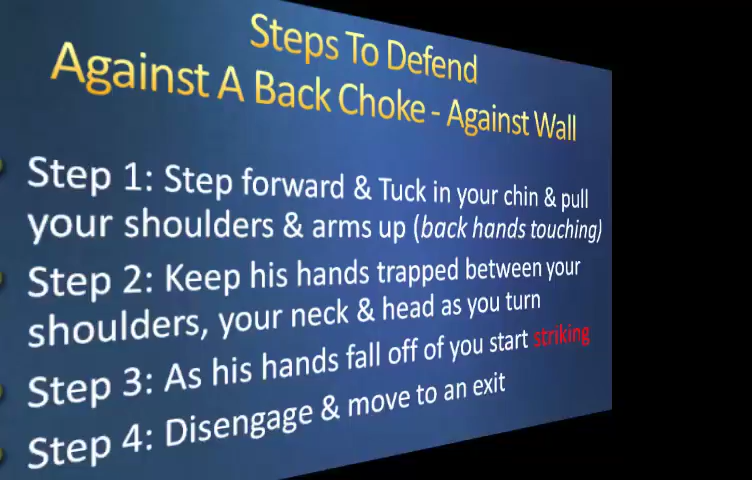 Steps To Defend
Against A Back Choke - Against Wall
Step 1: Step forward & Tuck in your chin & pull
your shoulders & arms up (back hands touching)
Step 2: Keep his hands trapped between your
shoulders, your neck & head as you turn
Step 3: As his hands fall off of you start striking
Step 4: Disengage & move to an exit